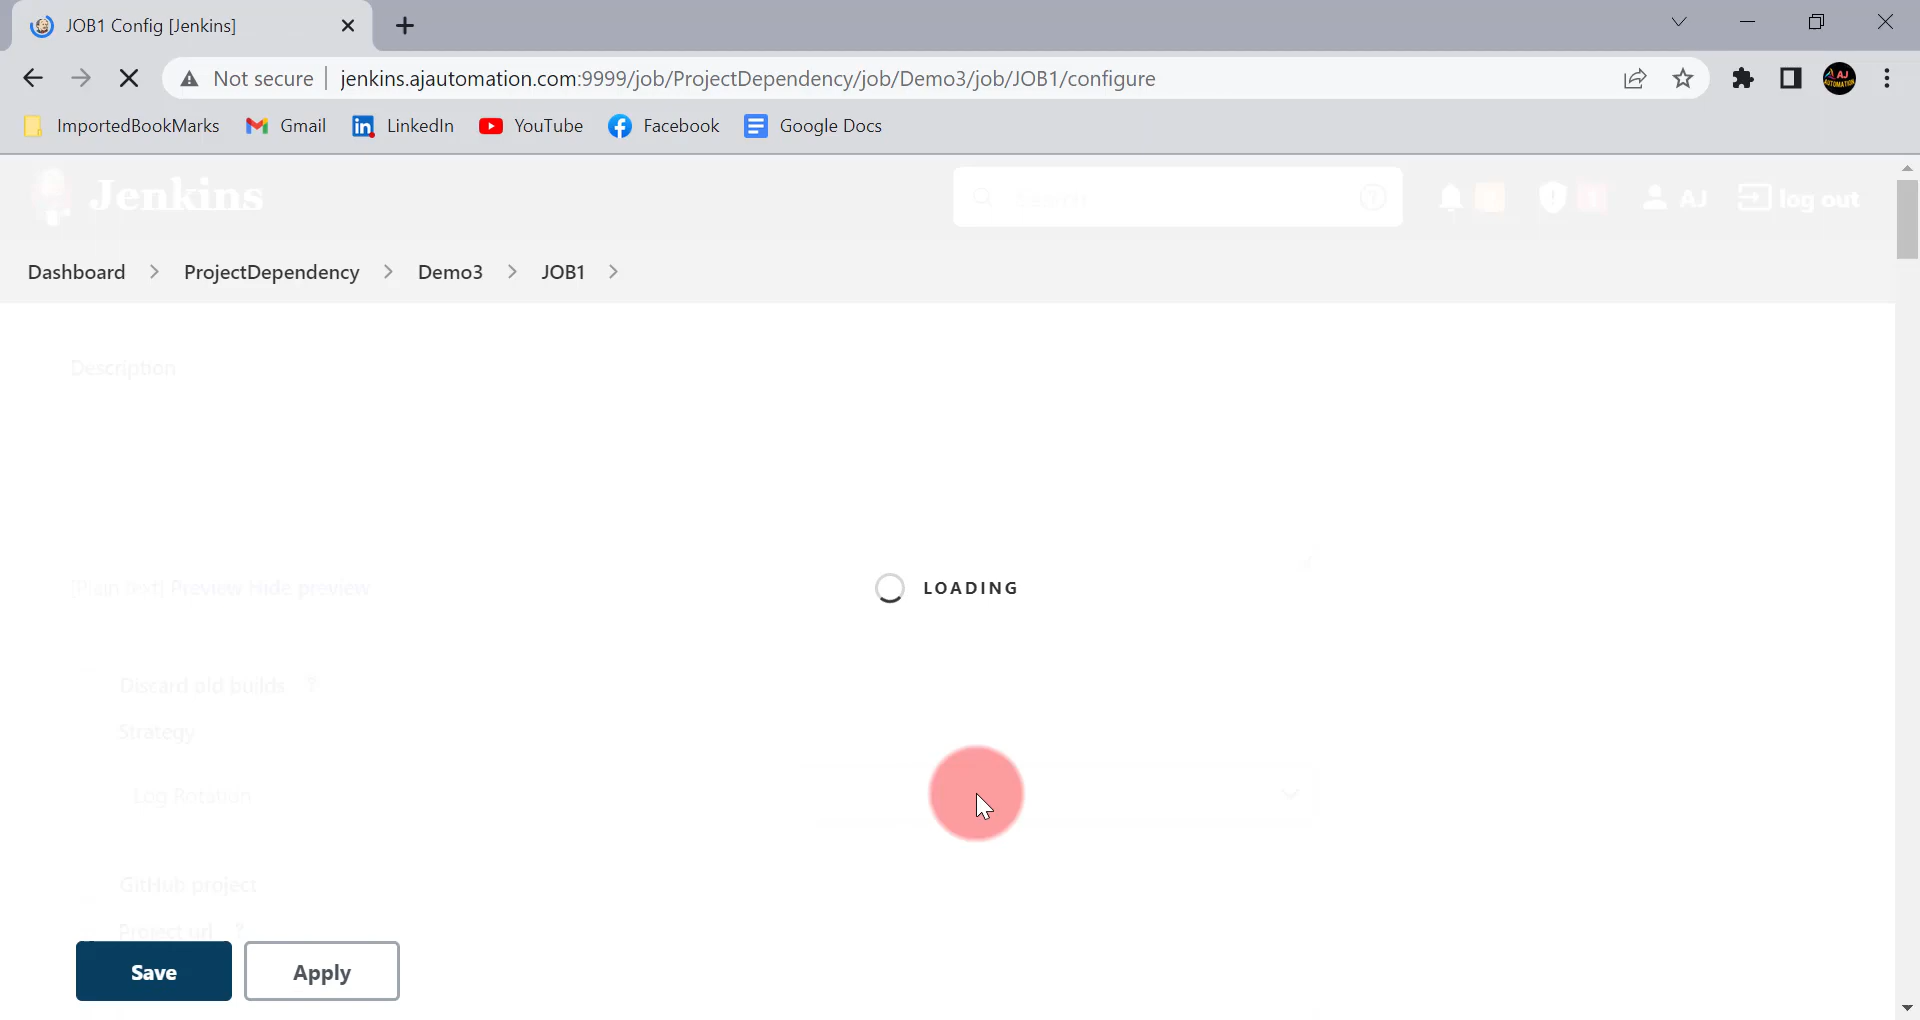 JOB1 Config [Jenkins]
Not secure jenkins.ajautomation.com:9999/job/ProjectDependency/job/Demo3/job/JOB1/configure
ImportedBookMarks Gmail LinkedIn YouTube Facebook Google Docs
Jenkins Search AJ log out
Dashboard ProjectDependency Demo3 JOB1
Description
[Plain text] Preview Hide preview
LOADING
Discard old builds ?
Strategy
Log Rotation
GitHub project
Project url ?
Save Apply